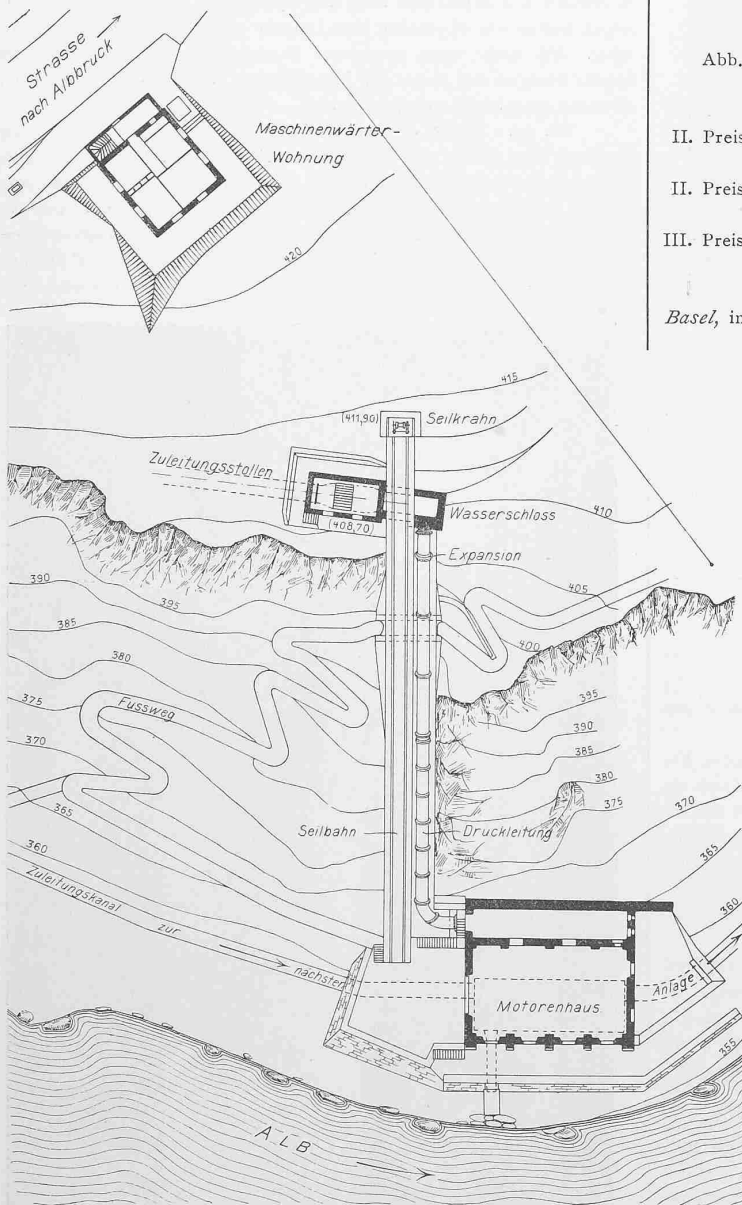 Strasse
nach Albbruck
Maschinenwärter-
Wohnung
420
Abb.
II. Preis
II. Preis
III. Preis
Basel, in
415
(411,90)
Seilkrahn
Zuleitungsstollen
(408,70)
Wasserschloss
410
Expansion
405
400
390
395
385
380
375
Fussweg
370
365
395
390
385
380
375
370
365
360
Seilbahn
Druckleitung
360
Zuleitungskanal zur nächsten Anlage
Motorenhaus
355
ALB